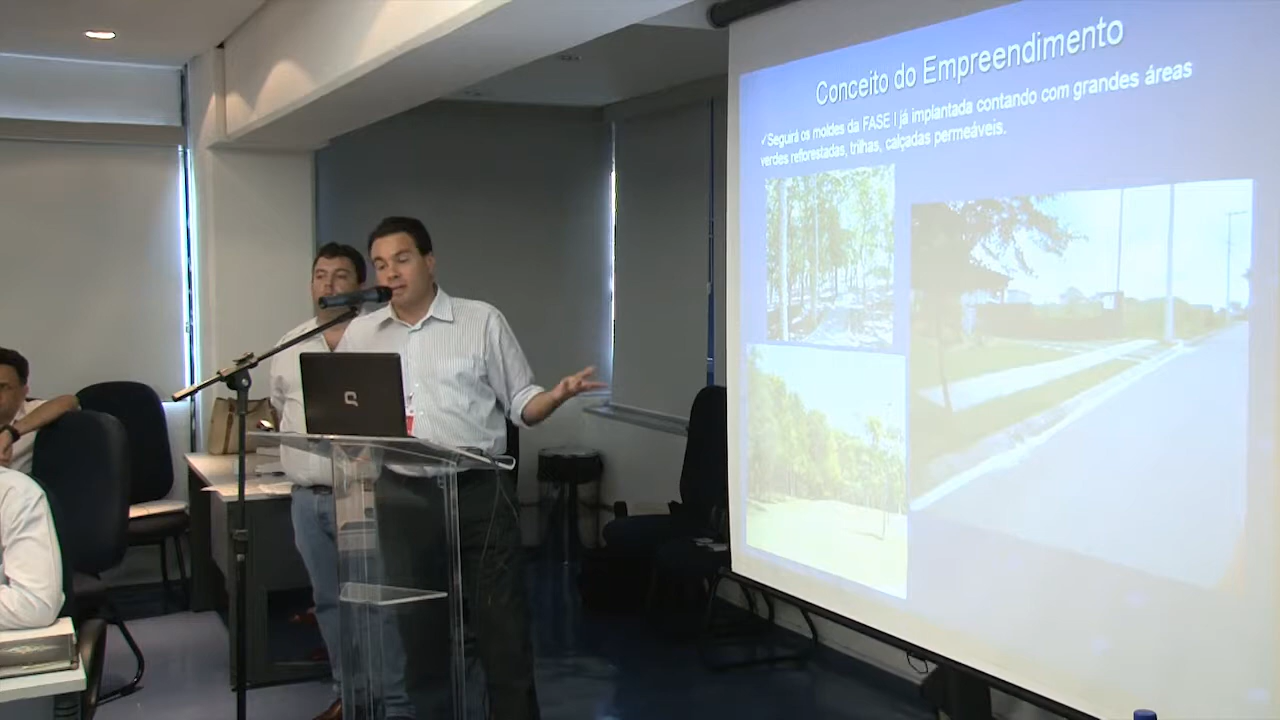 Conceito do Empreendimento
✓Seguirá os moldes da FASE I já implantada contando com grandes áreas
verdes reflorestadas, trilhas, calçadas permeáveis.